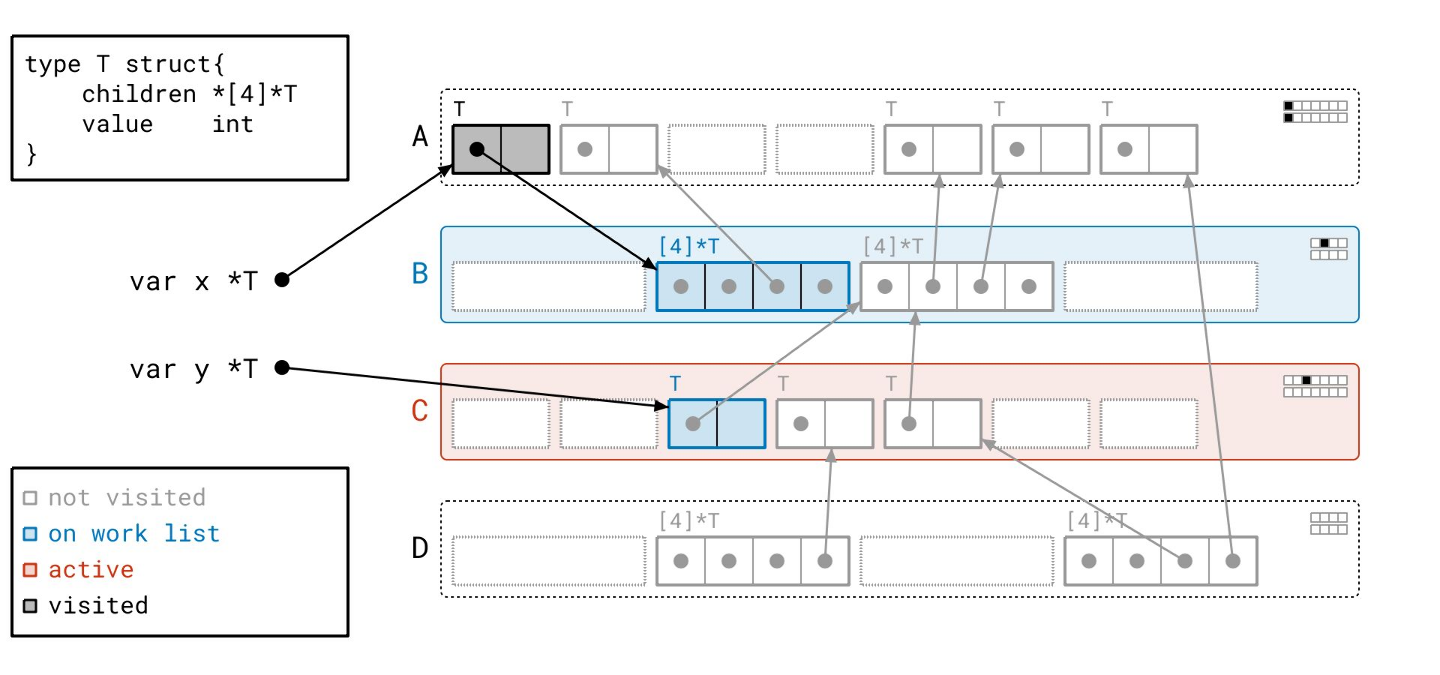 type T struct{
    children *[4]*T
    value    int
}
var x *T
var y *T
not visited
on work list
active
visited
A
T
T
T
T
T
B
[4]*T
[4]*T
C
T
T
T
D
[4]*T
[4]*T